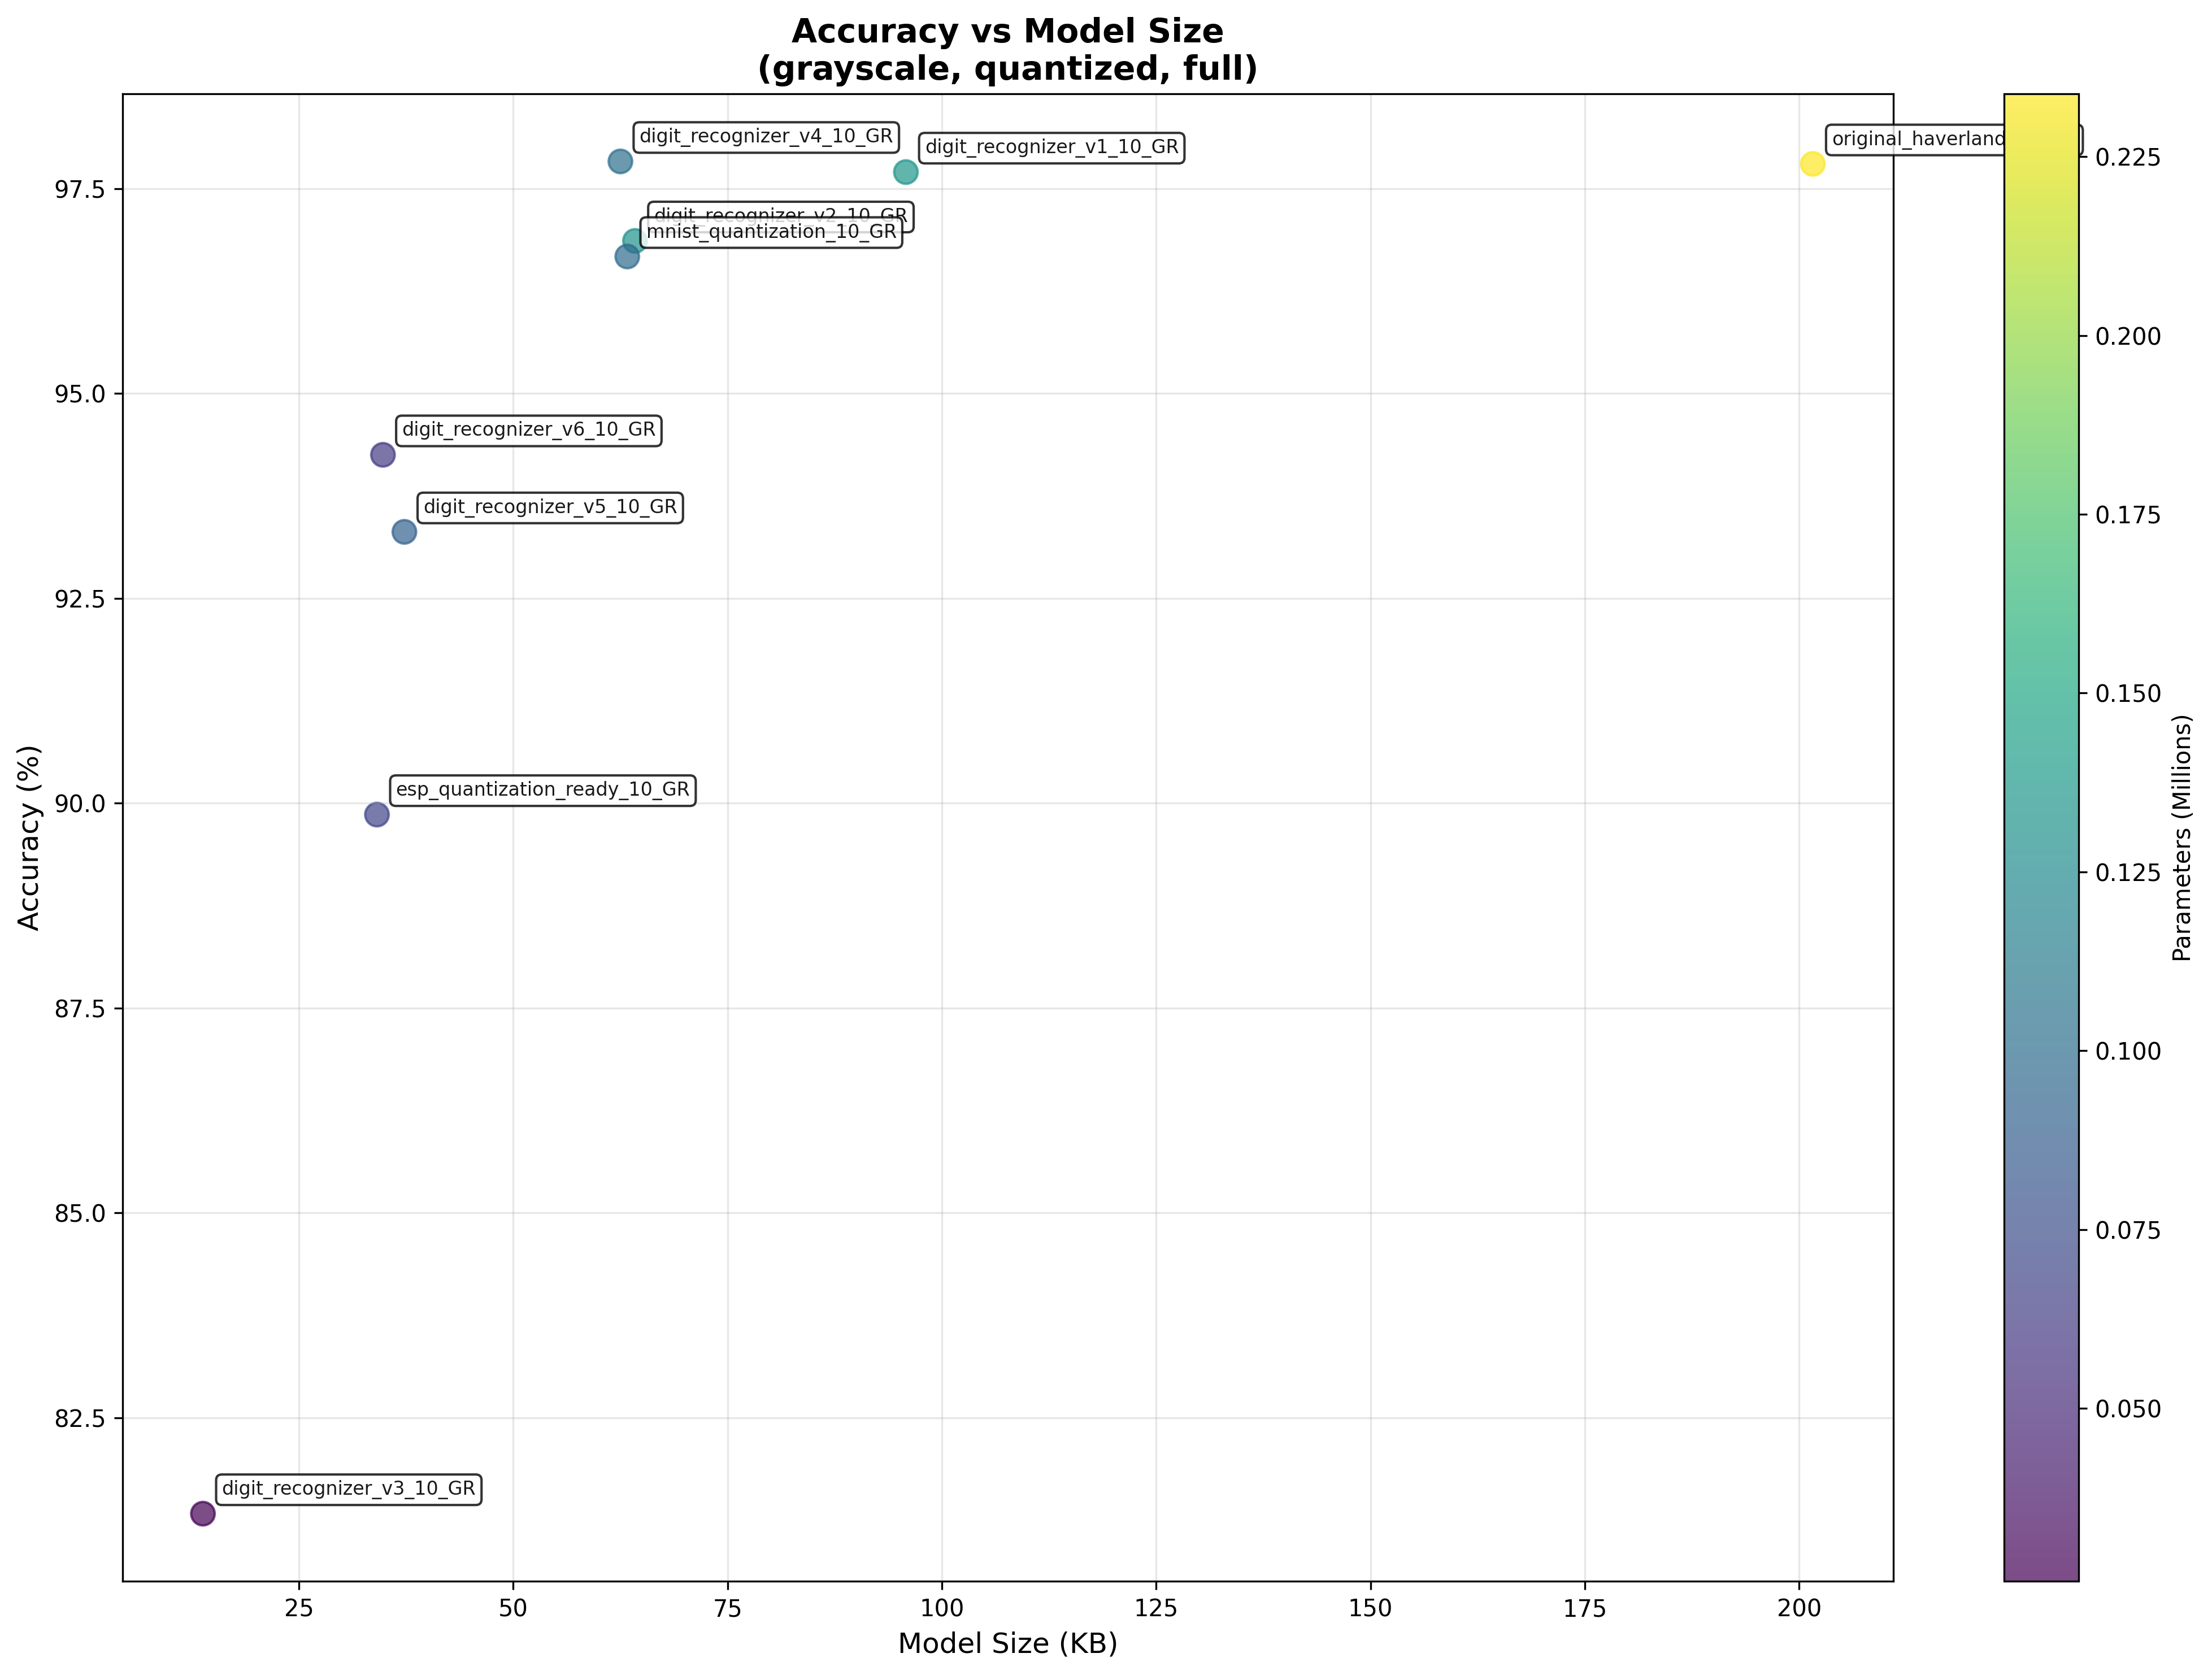 Accuracy vs Model Size
(grayscale, quantized, full)
digit_recognizer_v4_10_GR
digit_recognizer_v1_10_GR
original_haverland
digit_recognizer_v2_10_GR
mnist_quantization_10_GR
digit_recognizer_v6_10_GR
digit_recognizer_v5_10_GR
esp_quantization_ready_10_GR
digit_recognizer_v3_10_GR
Accuracy (%)
97.5
95.0
92.5
90.0
87.5
85.0
82.5
25
50
75
100
125
150
175
200
Model Size (KB)
0.225
0.200
0.175
0.150
0.125
0.100
0.075
0.050
Parameters (Millions)